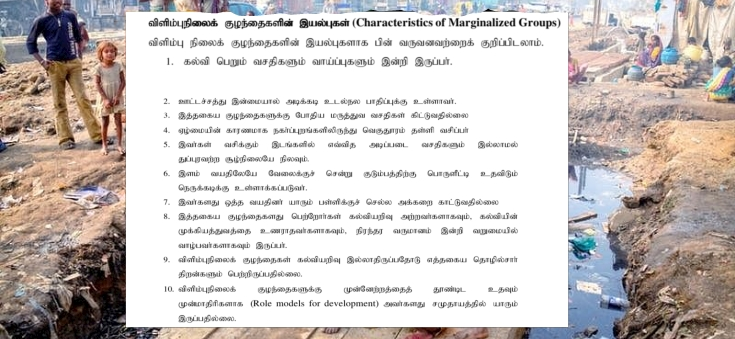 விளிம்புநிலைக் குழந்தைகளின் இயல்புகள் (Characteristics of Marginalized Groups)
விளிம்பு நிலைக் குழந்தைகளின் இயல்புகளாக பின் வருவனவற்றைக் குறிப்பிடலாம்.
1. கல்வி பெறும் வசதிகளும் வாய்ப்புகளும் இன்றி இருப்பர்.
2. ஊட்டச்சத்து இன்மையால் அடிக்கடி உடல்நல பாதிப்புக்கு உள்ளாவர்.
3. இத்தகைய குழந்தைகளுக்கு போதிய மருத்துவ வசதிகள் கிட்டுவதில்லை
4. ஏழ்மையின் காரணமாக நகர்ப்புறங்களிலிருந்து வெகுதூரம் தள்ளி வசிப்பர்
5. இவர்கள் வசிக்கும் இடங்களில் எவ்வித அடிப்படை வசதிகளும் இல்லாமல்
துப்புரவற்ற சூழ்நிலையே நிலவும்.
6. இளம் வயதிலேயே வேலைக்குச் சென்று குடும்பத்திற்கு பொருளீட்டி உதவிடும்
நெருக்கடிக்கு உள்ளாக்கப்படுவர்.
7. இவர்களது ஒத்த வயதினர் யாரும் பள்ளிக்குச் செல்ல அக்கறை காட்டுவதில்லை
8. இத்தகைய குழந்தைகளது பெற்றோர்கள் கல்வியறிவு அற்றவர்களாகவும், கல்வியின்
முக்கியத்துவத்தை உணராதவர்களாகவும், நிரந்தர வருமானம் இன்றி வறுமையில்
வாழ்பவர்களாகவும் இருப்பர்.
9. விளிம்புநிலைக் குழந்தைகள் கல்வியறிவு இல்லாதிருப்பதோடு எத்தகைய தொழில்சார்
திறன்களும் பெற்றிருப்பதில்லை.
10. விளிம்புநிலைக் குழந்தைகளுக்கு முன்னேற்றத்தைத் தூண்டிட உதவும்
முன்மாதிரிகளாக (Role models for development) அவர்களது சமுதாயத்தில் யாரும்
இருப்பதில்லை.